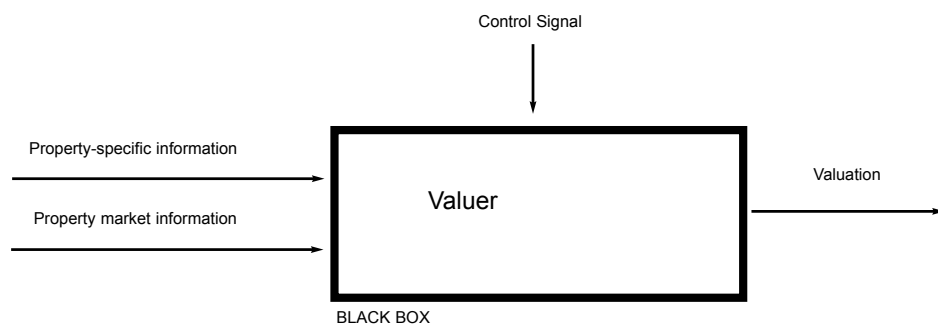 Control Signal
Property-specific information
Valuation
Valuer
Property market information
BLACK BOX